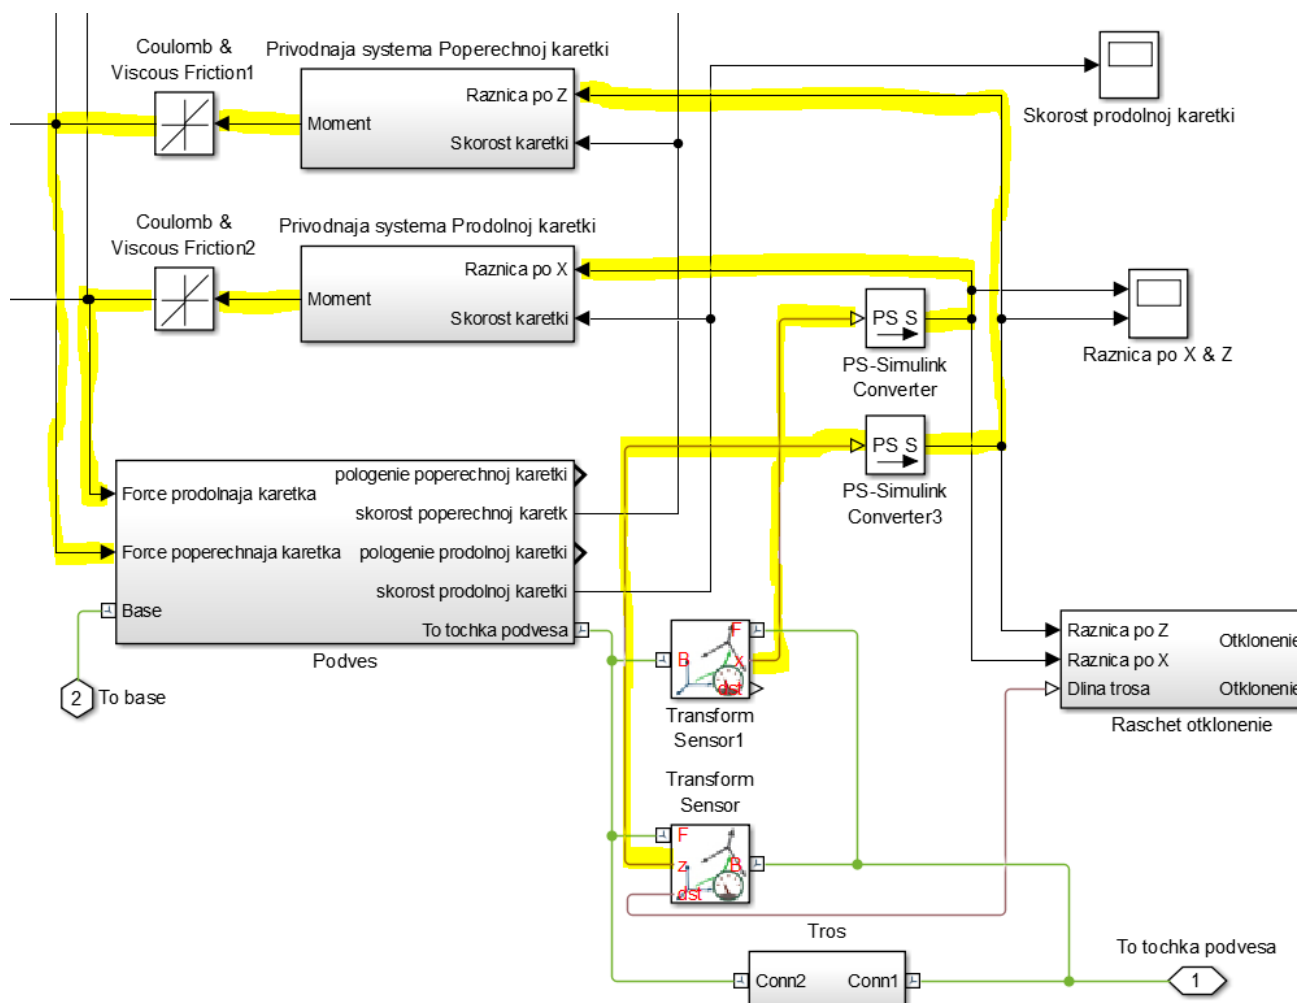 Coulomb &
Viscous Friction1
Privodnaja systema Poperechnoj karetki
Raznica po Z
Moment
Skorost karetki
Skorost prodolnoj karetki
Coulomb &
Viscous Friction2
Privodnaja systema Prodolnoj karetki
Raznica po X
Moment
Skorost karetki
PS S
PS-Simulink
Converter
Raznica po X & Z
PS S
PS-Simulink
Converter3
pologenie poperechnoj karetki
Force prodolnaja karetka
skorost poperechnoj karetk
Force poperechnaja karetka
pologenie prodolnoj karetki
skorost prodolnoj karetki
Base
To tochka podvesa
Podves
2
To base
F
B
x
dst
Transform
Sensor1
Raznica po Z
Otklonenie
Raznica po X
Dlina trosa
Otklonenie
Raschet otklonenie
Transform
Sensor
F
z
B
dst
Tros
Conn2
Conn1
To tochka podvesa
1